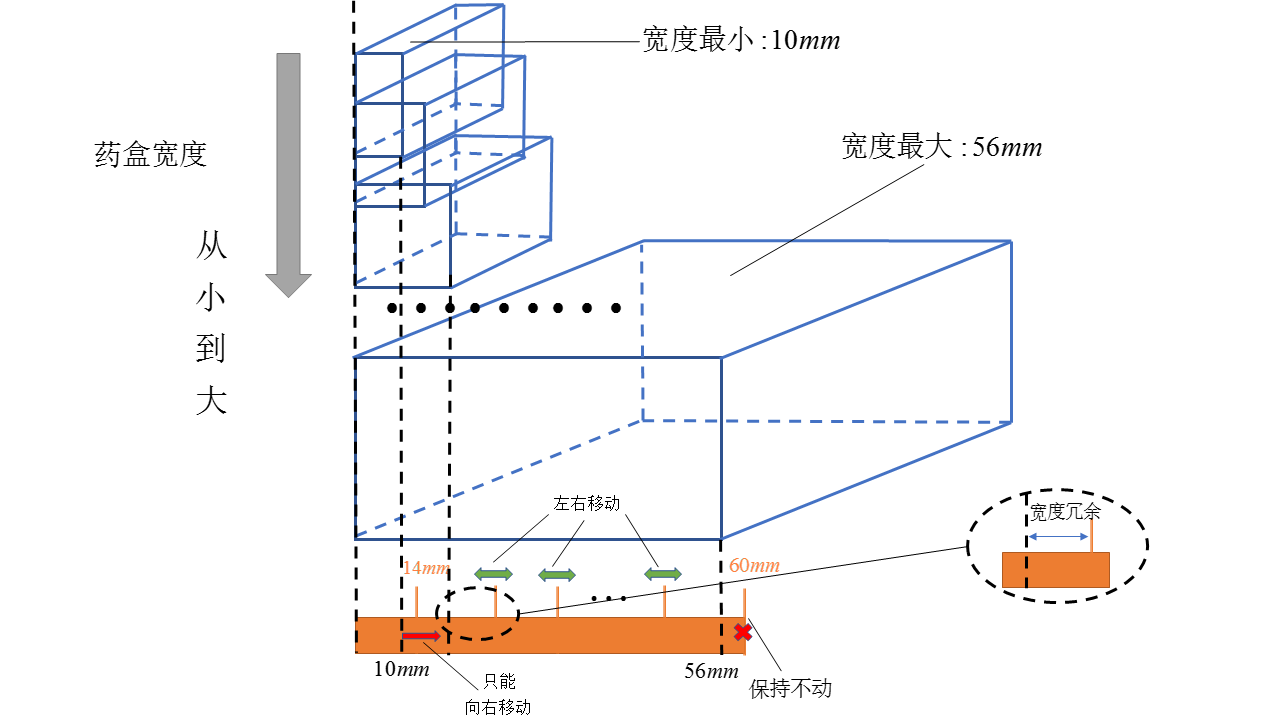 宽度最小:10mm
药盒宽度
宽度最大:56mm
从
小
到
大
左右移动
宽度冗余
14mm
60mm
...
10mm
56mm
只能
向右移动
保持不动